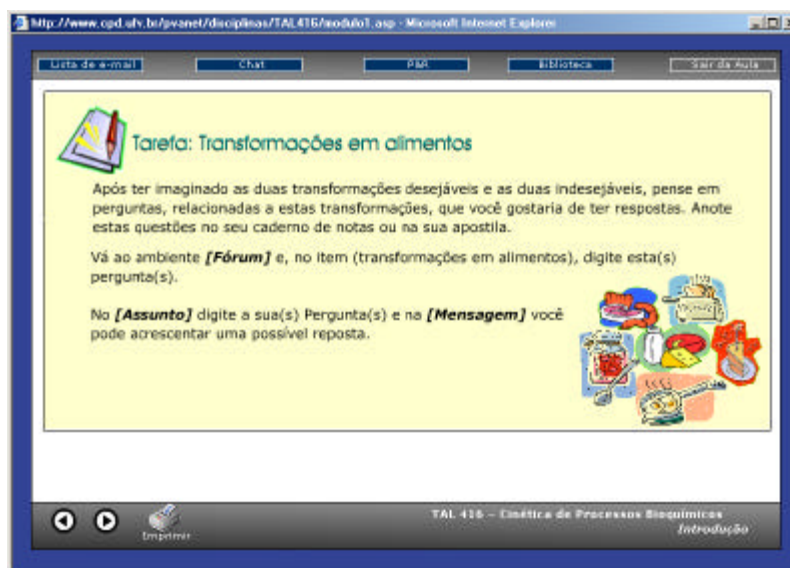 http://www.cpd.ufv.br/pvanet/disciplinas/TAL416/modulo1.asp - Microsoft Internet Explorer
Lista de e-mail Chat P&R Biblioteca Sair da Aula
Tarefa: Transformações em alimentos
Após ter imaginado as duas transformações desejáveis e as duas indesejáveis, pense em
perguntas, relacionadas a estas transformações, que você gostaria de ter respostas. Anote
estas questões no seu caderno de notas ou na sua apostila.
Vá ao ambiente [Fórum] e, no item (transformações em alimentos), digite esta(s)
pergunta(s).
No [Assunto] digite a sua(s) Pergunta(s) e na [Mensagem] você
pode acrescentar uma possível reposta.
Imprimir
TAL 416 – Cinética de Processos Bioquímicos
Introdução